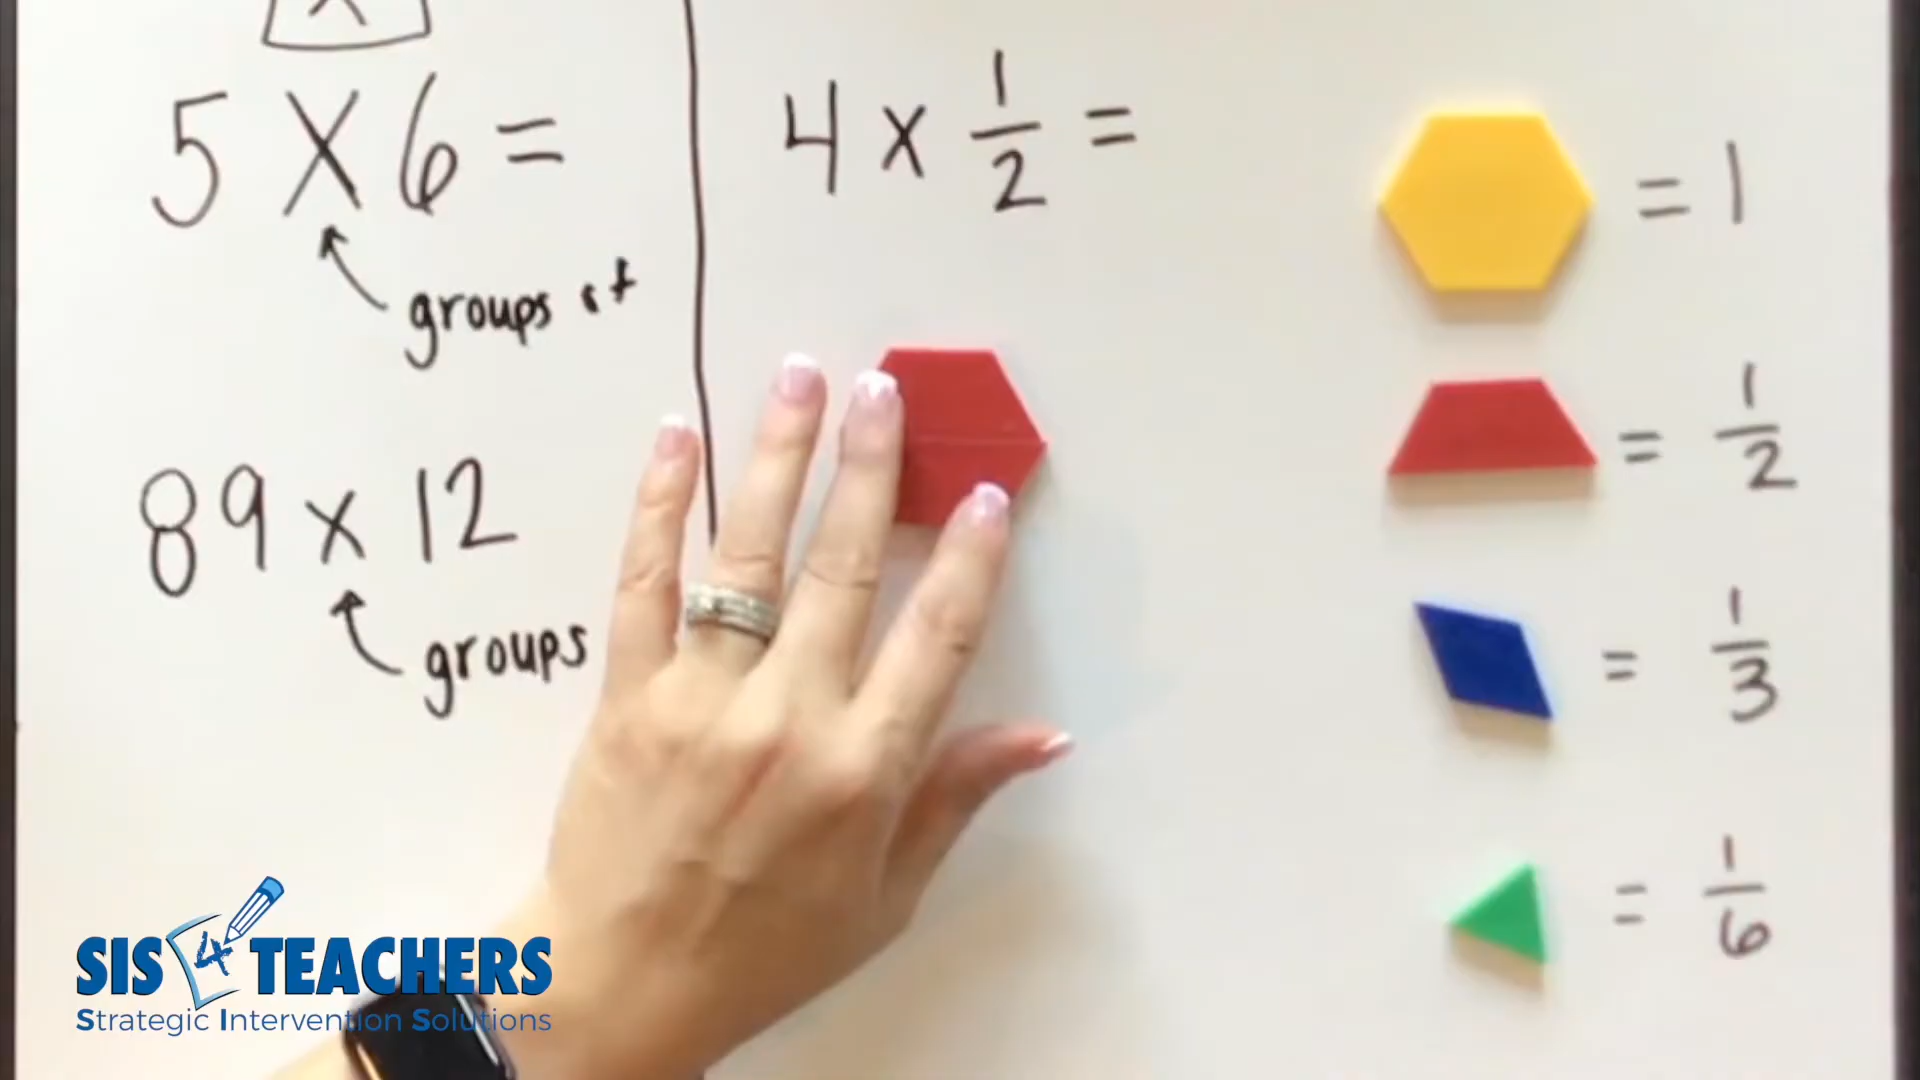 x
5 x 6 =
groups of
89 x 12
groups
4 x 1/2 =
= 1
= 1/2
= 1/3
= 1/6
SIS 4 TEACHERS
Strategic Intervention Solutions